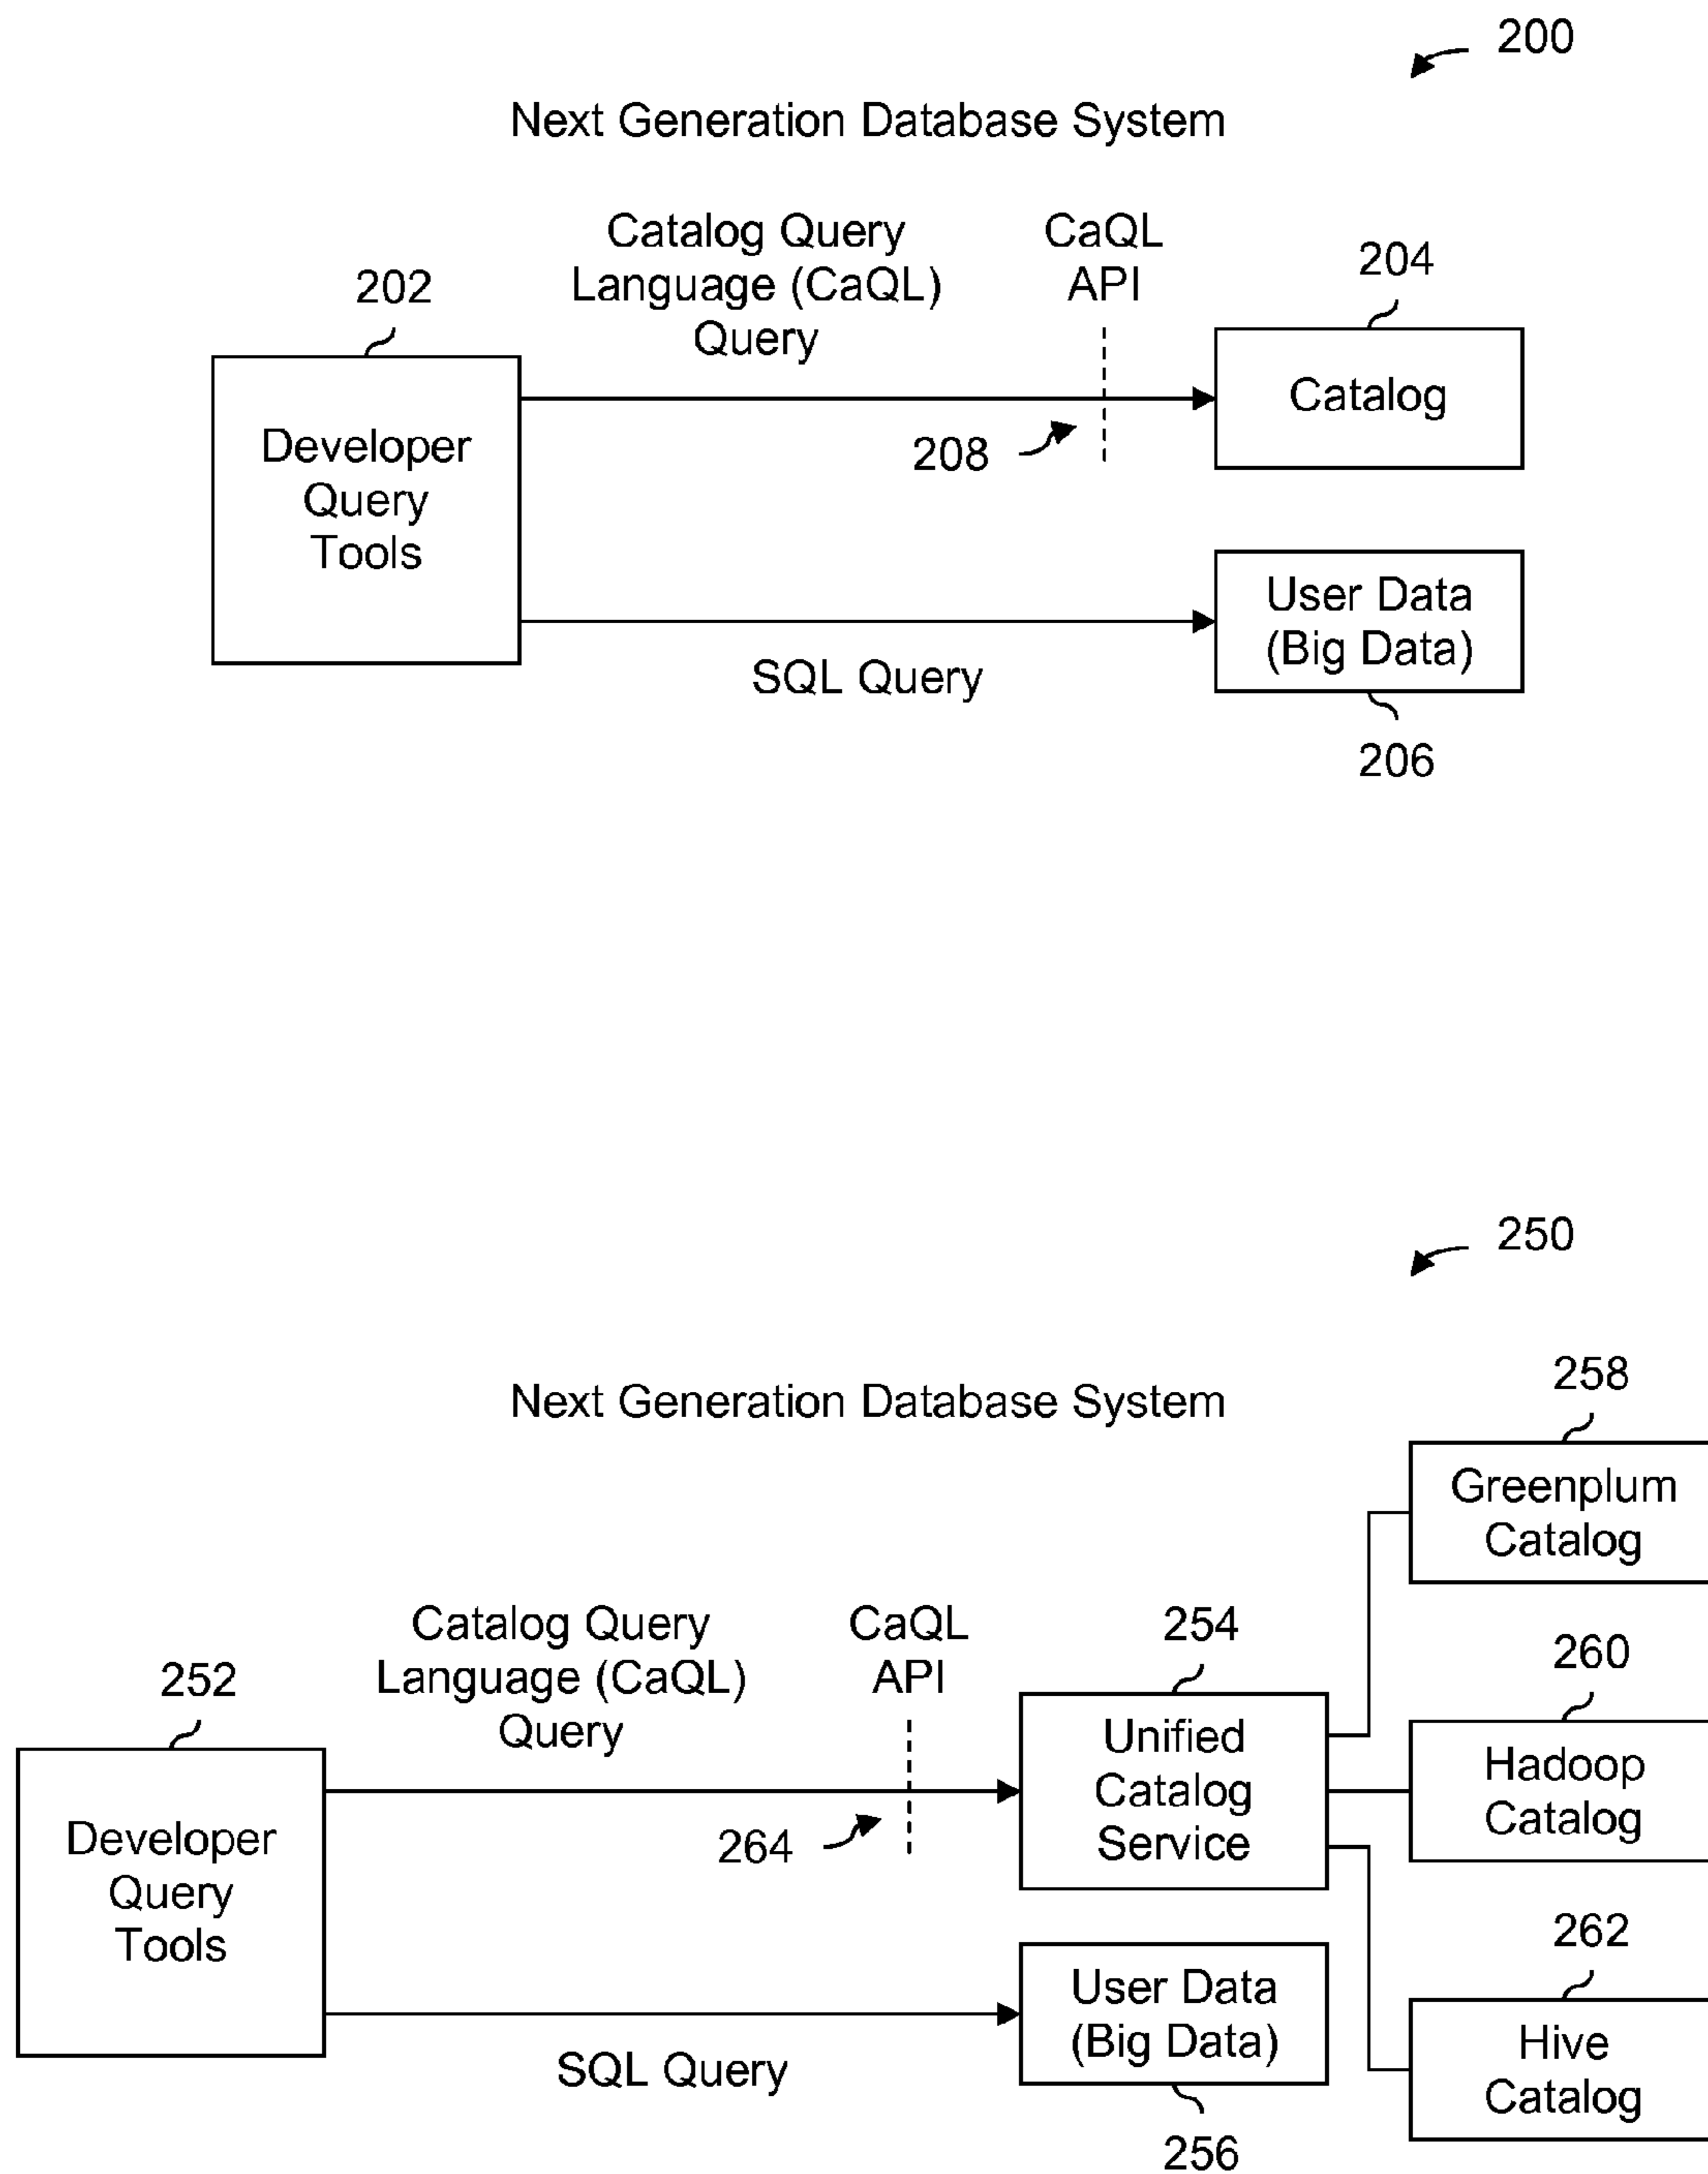 200
Next Generation Database System
Catalog Query
Language (CaQL)
Query
CaQL
API
202
204
Developer
Query
Tools
Catalog
208
User Data
(Big Data)
SQL Query
206
250
Next Generation Database System
258
Greenplum
Catalog
Catalog Query
Language (CaQL)
Query
CaQL
API
254
260
252
Unified
Catalog
Service
Hadoop
Catalog
264
Developer
Query
Tools
262
User Data
(Big Data)
Hive
Catalog
SQL Query
256